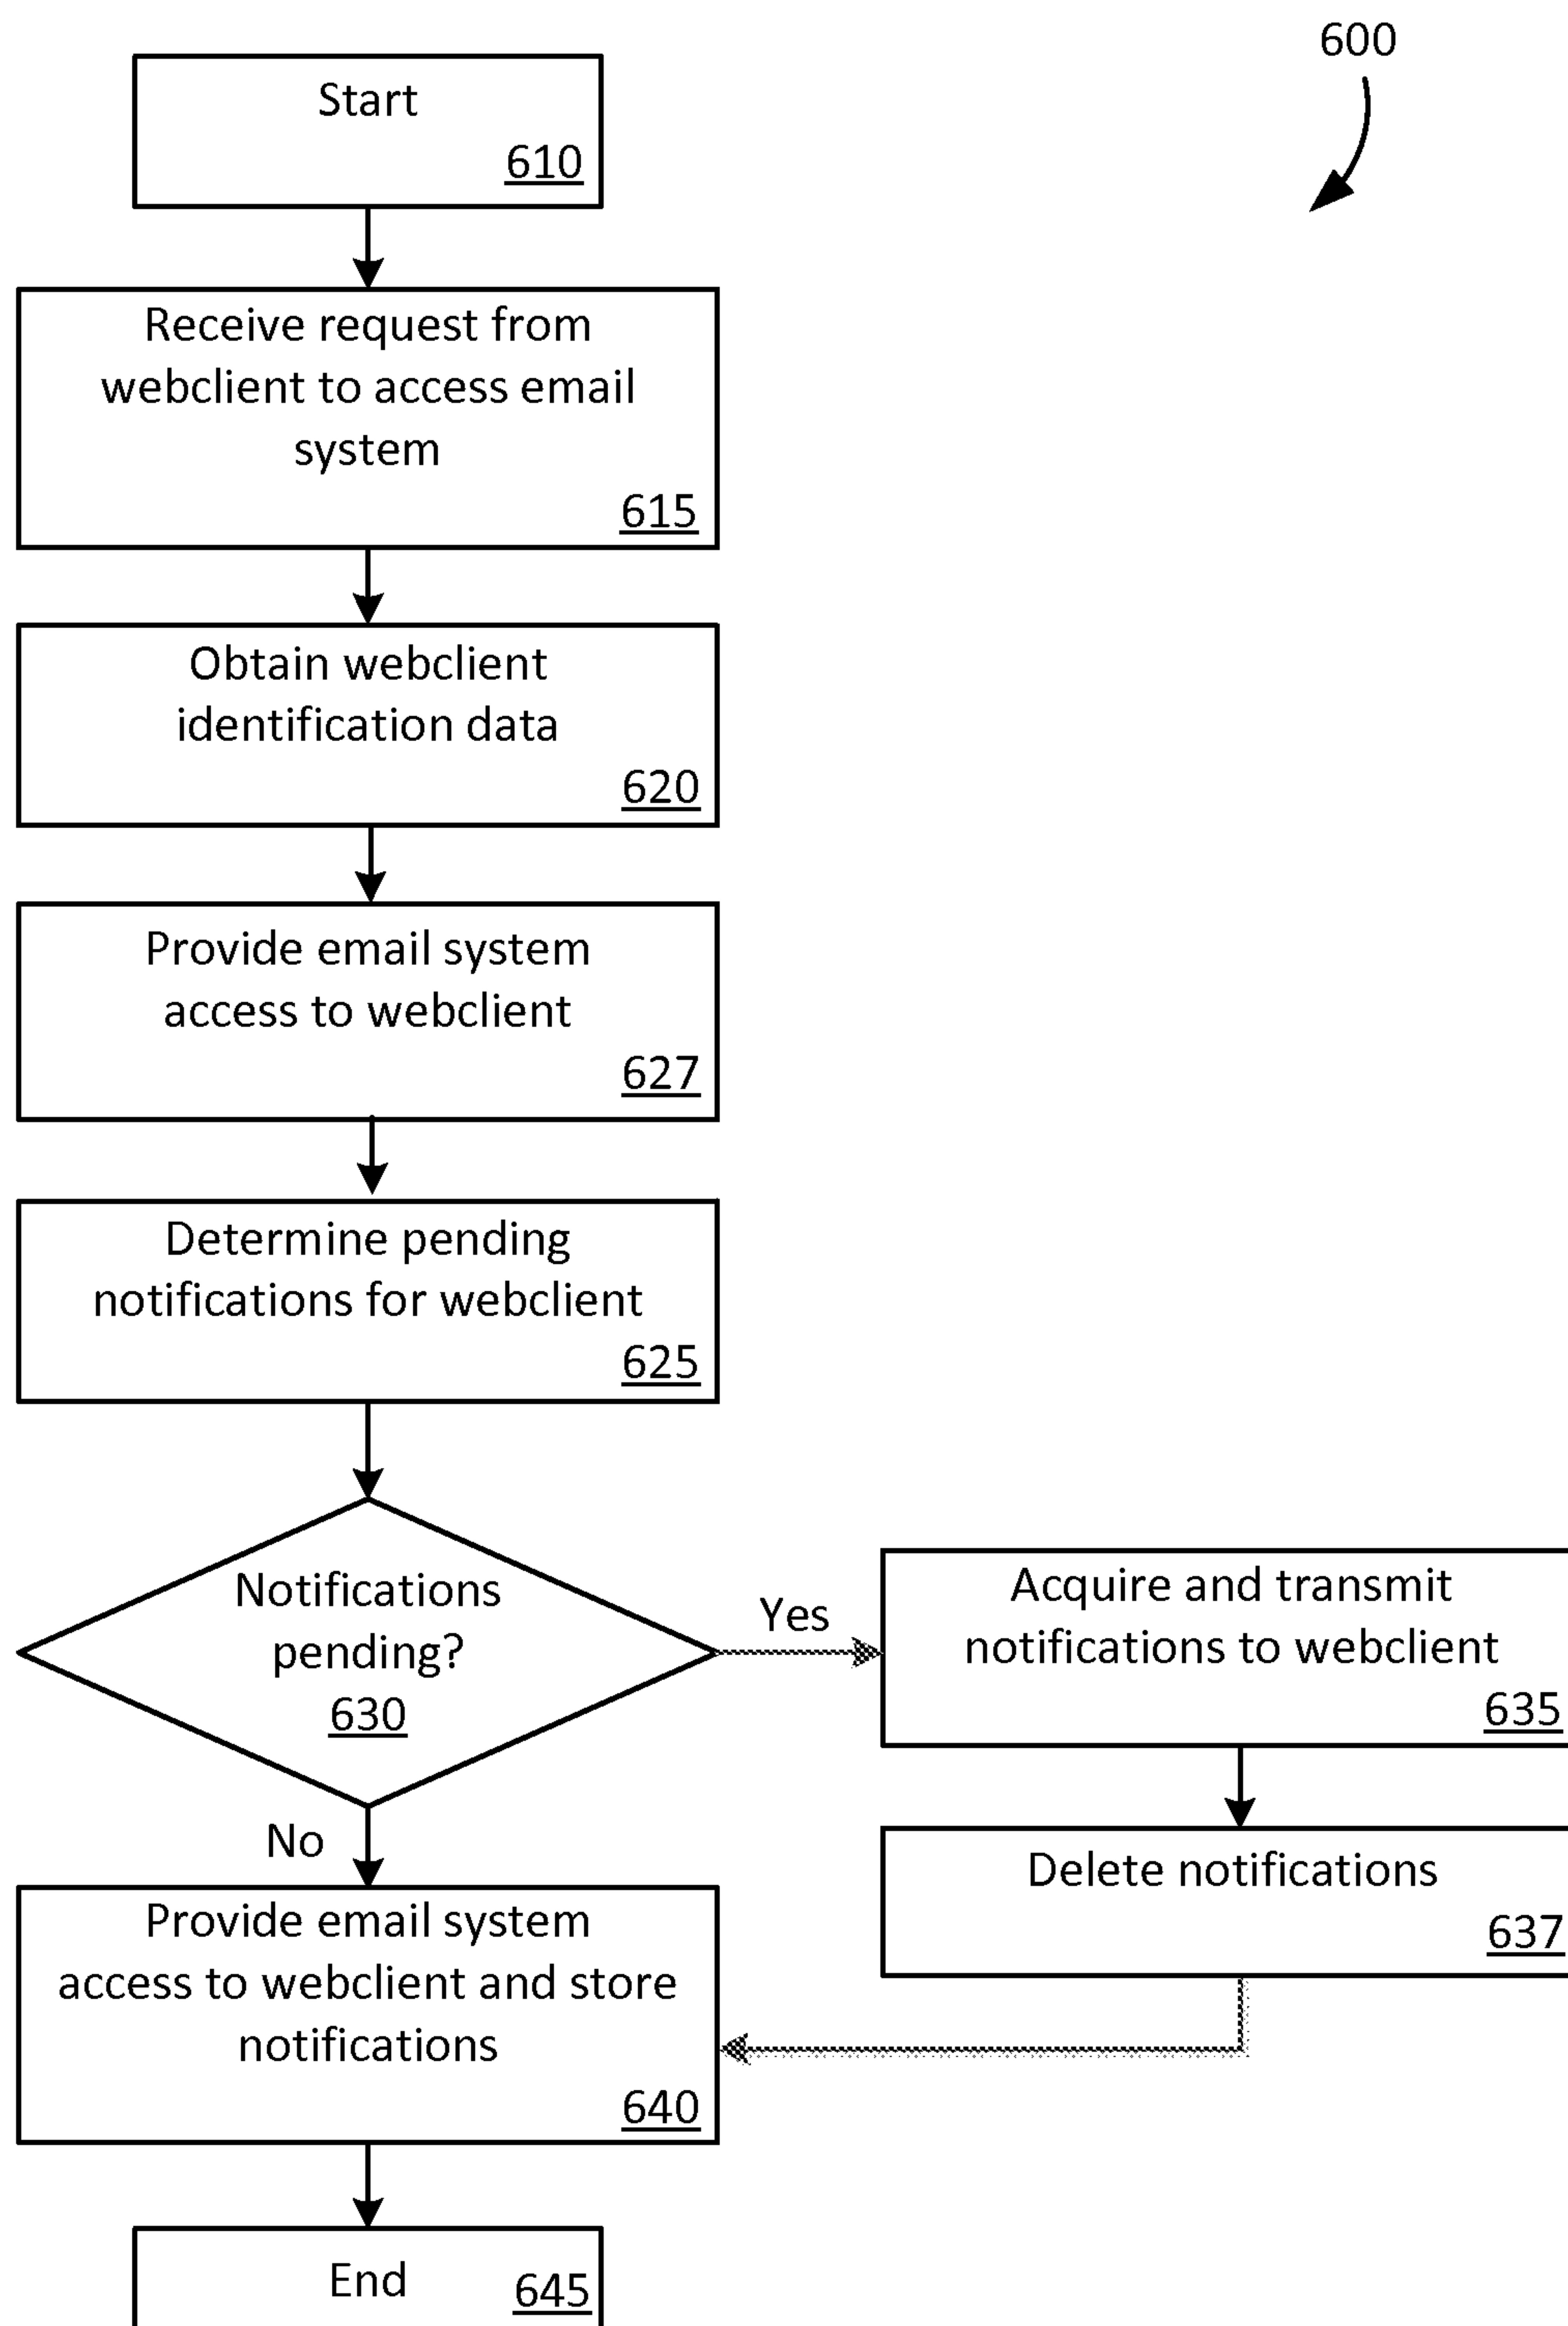 600
Start
610
Receive request from
webclient to access email
system
615
Obtain webclient
identification data
620
Provide email system
access to webclient
627
Determine pending
notifications for webclient
625
Notifications
pending?
630
Yes
Acquire and transmit
notifications to webclient
635
Delete notifications
637
No
Provide email system
access to webclient and store
notifications
640
End
645